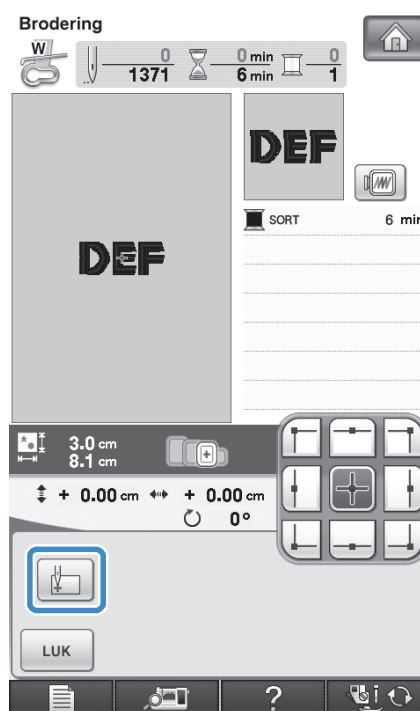 Brodering
W
0
1371
0 min
6 min
0
1
DEF
DEF
SORT 6 min
3.0 cm
8.1 cm
+ 0.00 cm + 0.00 cm
0°
LUK
?